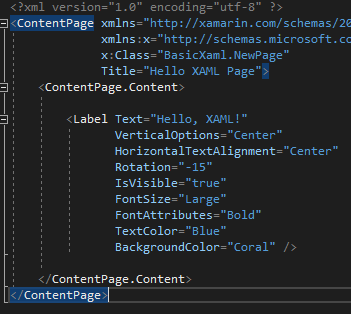 <?xml version="1.0" encoding="utf-8" ?>
<ContentPage xmlns="http://xamarin.com/schemas/20
xmlns:x="http://schemas.microsoft.co
x:Class="BasicXaml.NewPage"
Title="Hello XAML Page">
<ContentPage.Content>
<Label Text="Hello, XAML!"
VerticalOptions="Center"
HorizontalTextAlignment="Center"
Rotation="-15"
IsVisible="true"
FontSize="Large"
FontAttributes="Bold"
TextColor="Blue"
BackgroundColor="Coral" />
</ContentPage.Content>
</ContentPage>